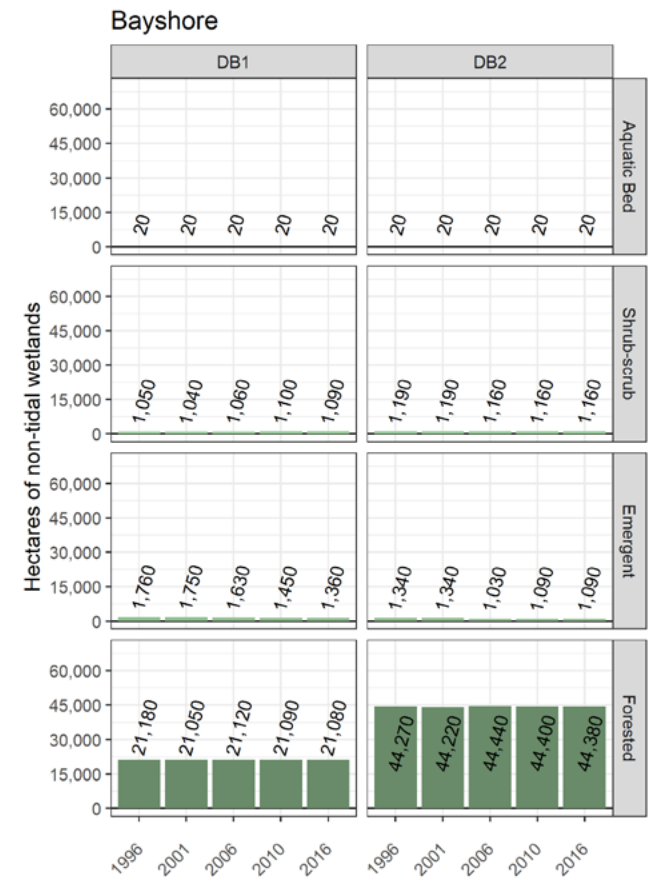 Bayshore
DB1 DB2
Hectares of non-tidal wetlands
60,000
45,000
30,000
15,000
0
20 20 20 20 20
20 20 20 20 20
Aquatic Bed
60,000
45,000
30,000
15,000
0
1,050 1,040 1,060 1,100 1,090
1,190 1,190 1,160 1,160 1,160
Shrub-scrub
60,000
45,000
30,000
15,000
0
1,760 1,750 1,630 1,450 1,360
1,340 1,340 1,030 1,090 1,090
Emergent
60,000
45,000
30,000
15,000
0
21,180 21,050 21,120 21,090 21,080
44,270 44,220 44,440 44,400 44,380
Forested
1996 2001 2006 2010 2016
1996 2001 2006 2010 2016